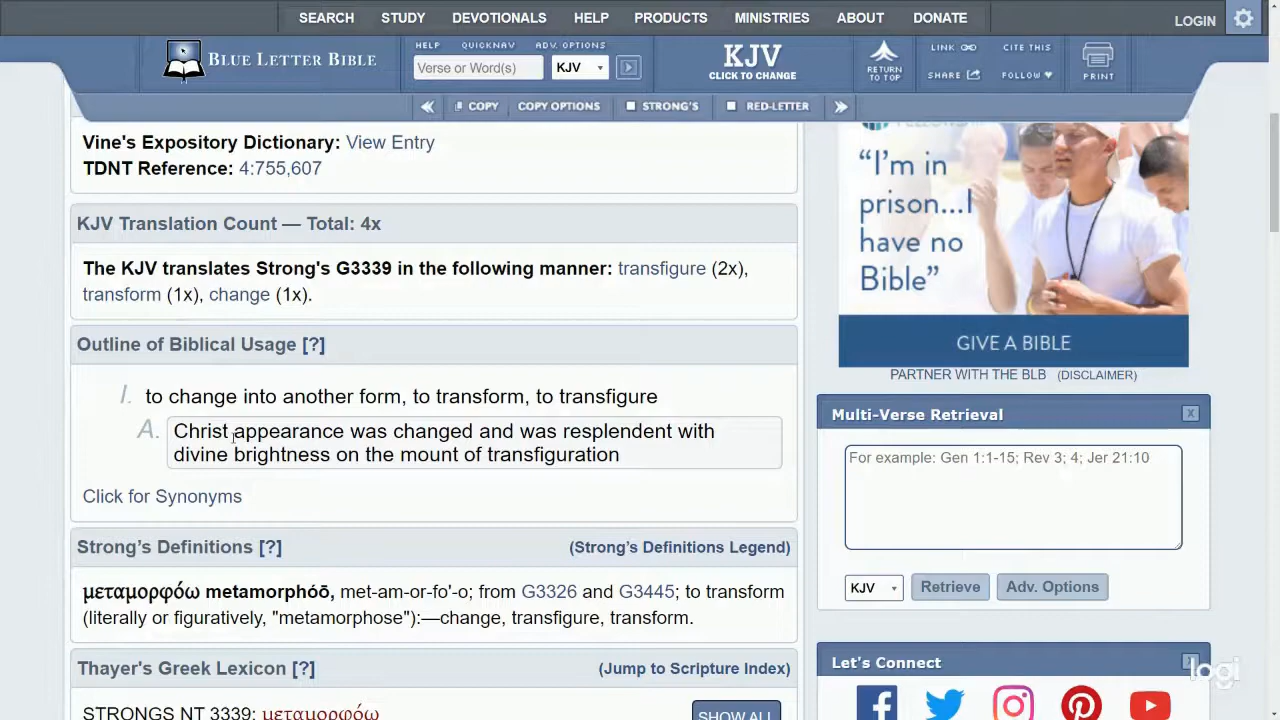 SEARCH STUDY DEVOTIONALS HELP PRODUCTS MINISTRIES ABOUT DONATE LOGIN
BLUE LETTER BIBLE
HELP QUICKNAV ADV. OPTIONS
Verse or Word(s) KJV
KJV
CLICK TO CHANGE
RETURN
TO TOP
LINK CITE THIS
SHARE FOLLOW
PRINT
COPY COPY OPTIONS STRONG'S RED-LETTER
Vine's Expository Dictionary: View Entry
TDNT Reference: 4:755,607
KJV Translation Count — Total: 4x
The KJV translates Strong's G3339 in the following manner: transfigure (2x),
transform (1x), change (1x).
Outline of Biblical Usage [?]
I. to change into another form, to transform, to transfigure
A. Christ appearance was changed and was resplendent with
divine brightness on the mount of transfiguration
Click for Synonyms
Strong’s Definitions [?] (Strong’s Definitions Legend)
μεταμορφόω metamorphóō, met-am-or-fo'-o; from G3326 and G3445; to transform
(literally or figuratively, "metamorphose"):—change, transfigure, transform.
Thayer's Greek Lexicon [?] (Jump to Scripture Index)
STRONGS NT 3339: μεταμορφόω
SHOW ALL
“I’m in
prison...I
have no
Bible”
GIVE A BIBLE
PARTNER WITH THE BLB (DISCLAIMER)
Multi-Verse Retrieval X
For example: Gen 1:1-15; Rev 3; 4; Jer 21:10
KJV Retrieve Adv. Options
Let's Connect
logi